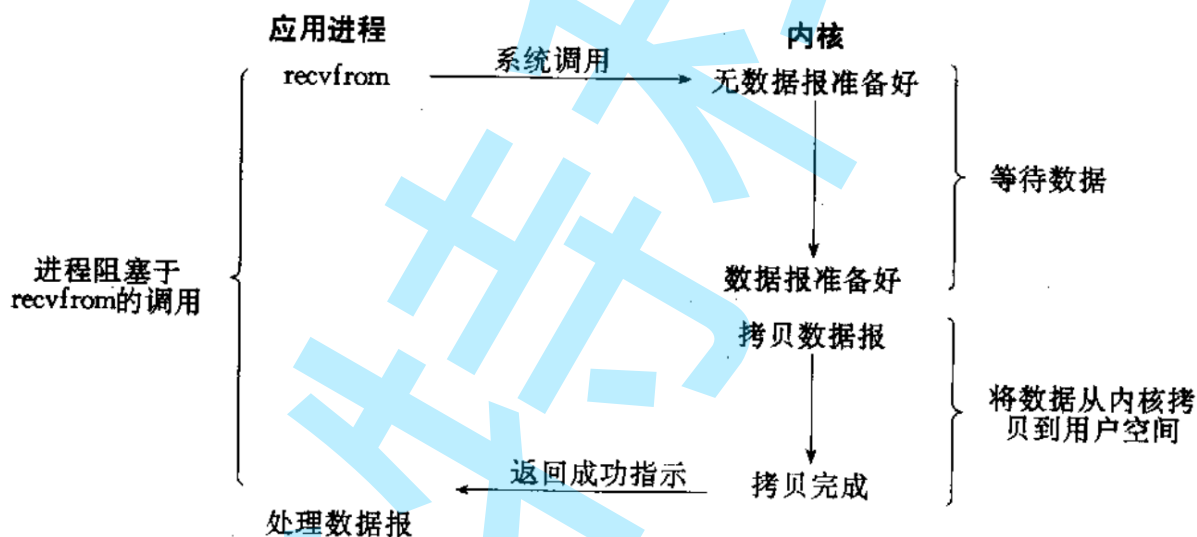 应用进程
内核
recvfrom
系统调用
无数据报准备好
等待数据
进程阻塞于
recvfrom的调用
数据报准备好
拷贝数据报
将数据从内核拷
贝到用户空间
返回成功指示
拷贝完成
处理数据报